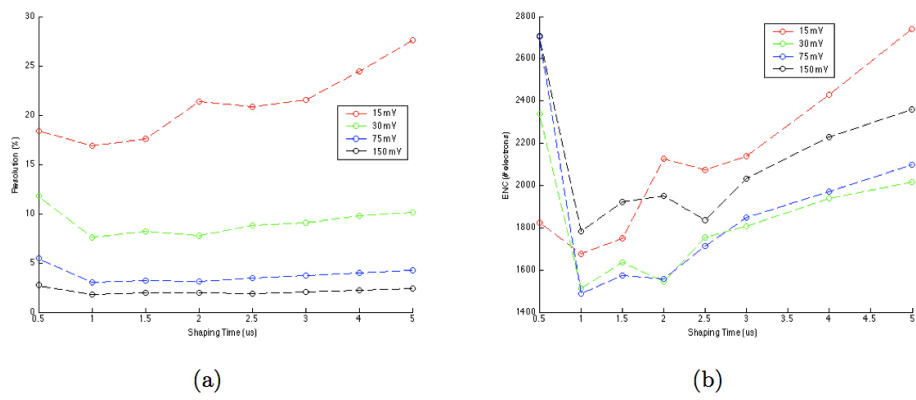 30
25
20
15
10
5
0
Resolution (%)
0.5 1 1.5 2 2.5 3 4 5
Shaping Time (us)
15mV
30mV
75mV
150mV
(a)
2800
2600
2400
2200
2000
1800
1600
1400
ENC (# electrons)
0.5 1 1.5 2 2.5 3 3.5 4 4.5 5
Shaping Time (us)
15mV
30mV
75mV
150mV
(b)